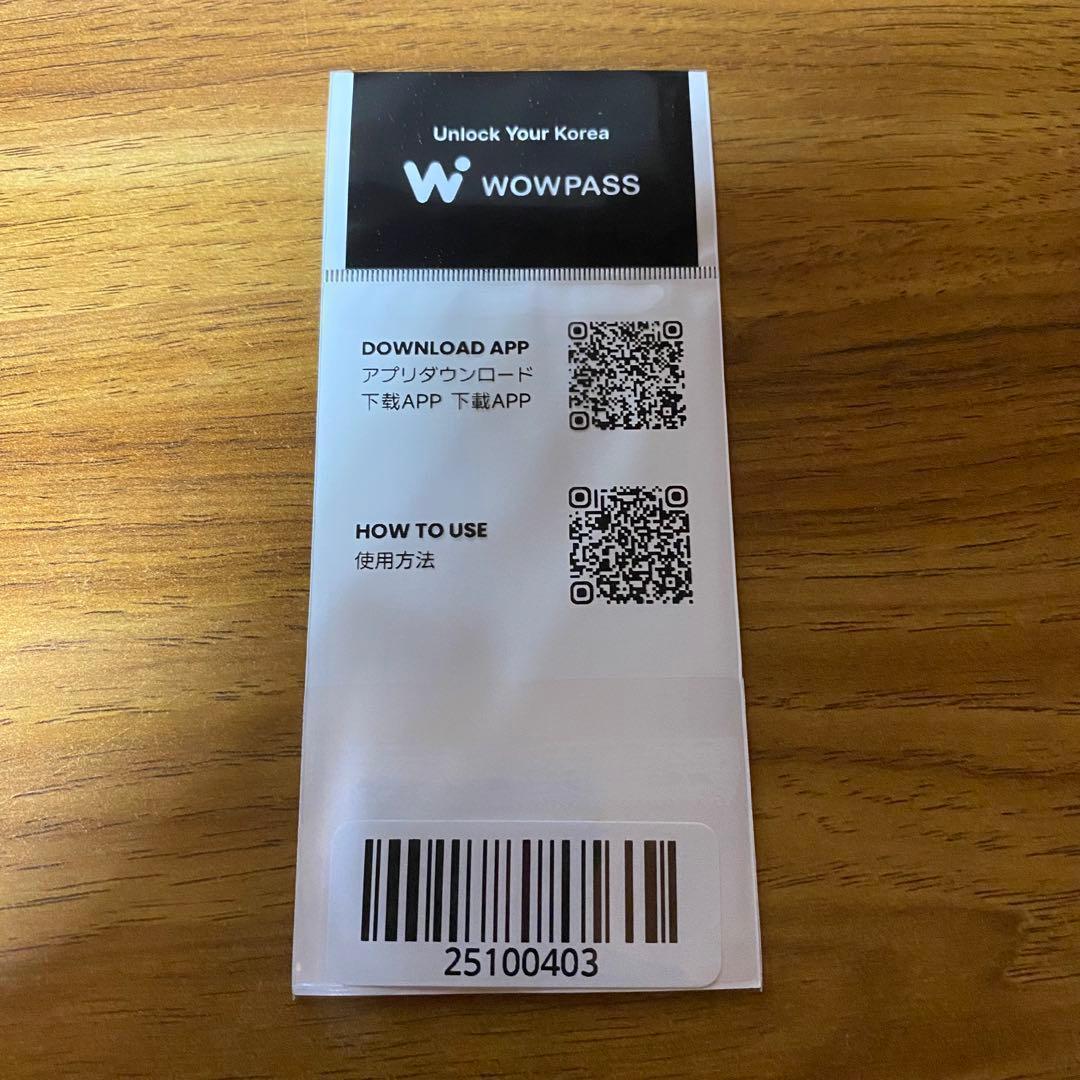 Unlock Your Korea
WOWPASS
DOWNLOAD APP
アプリダウンロード
下载APP 下載APP
HOW TO USE
使用方法
25100403